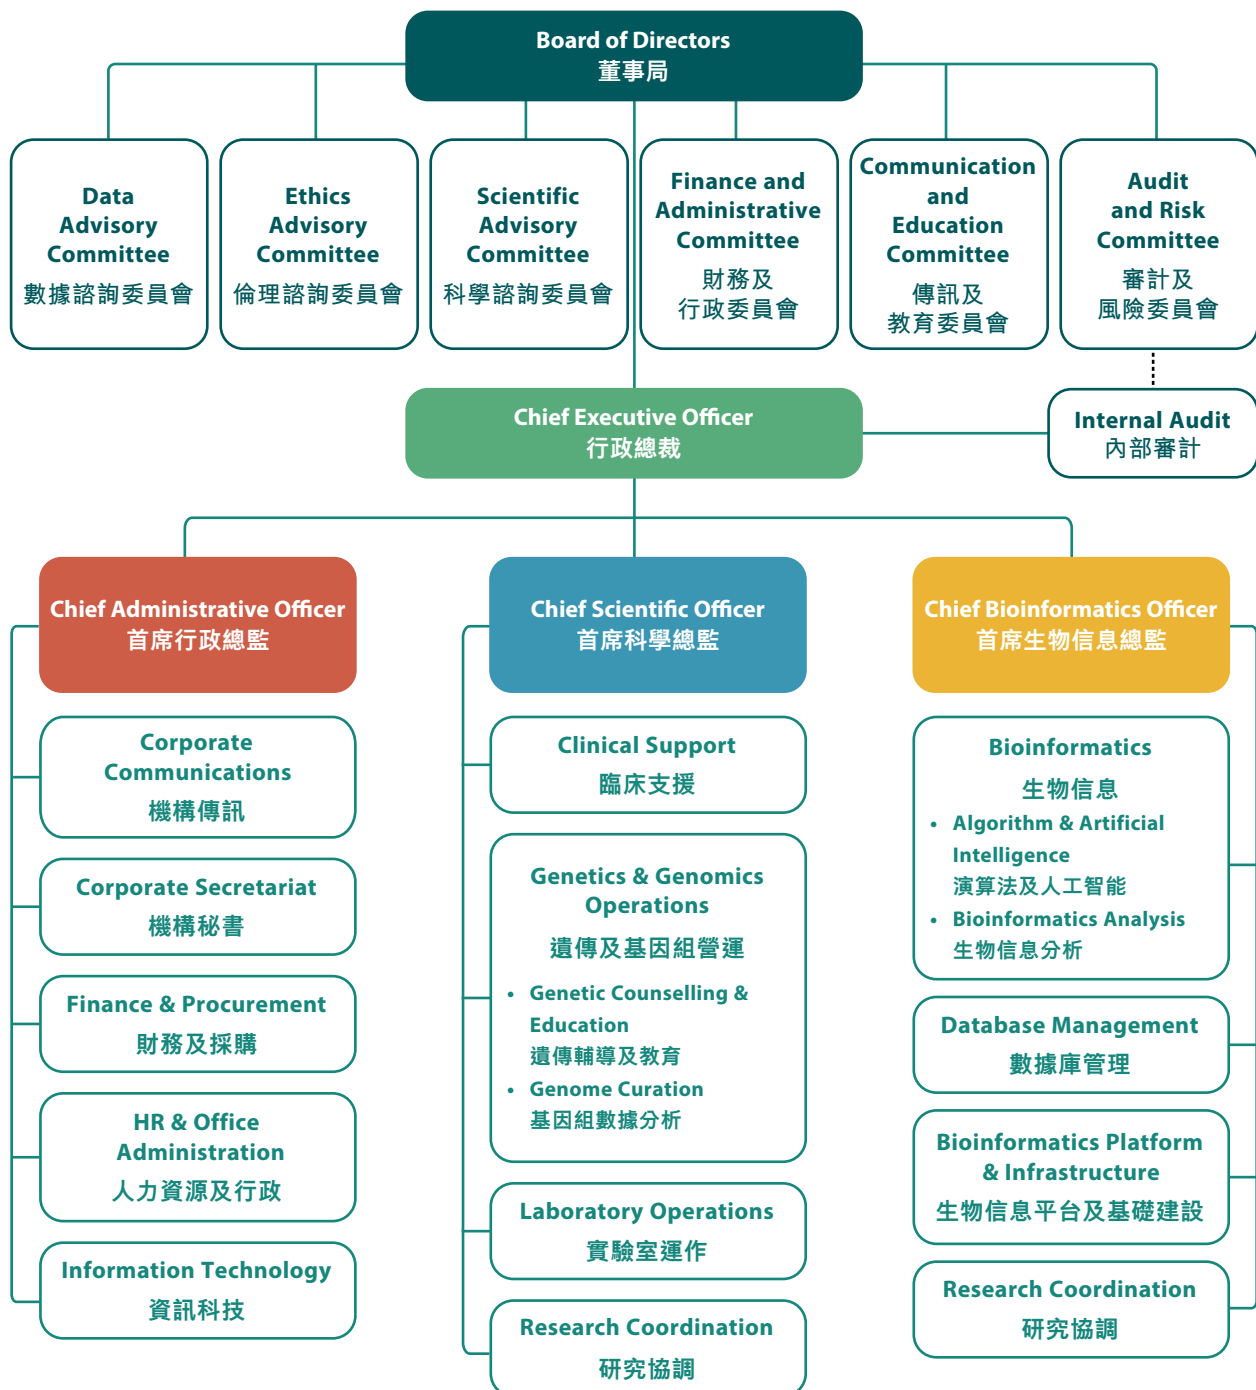 Board of Directors
董事局
Data
Advisory
Committee
數據諮詢委員會
Ethics
Advisory
Committee
倫理諮詢委員會
Scientific
Advisory
Committee
科學諮詢委員會
Finance and
Administrative
Committee
財務及
行政委員會
Communication
and
Education
Committee
傳訊及
教育委員會
Audit
and Risk
Committee
審計及
風險委員會
Chief Executive Officer
行政總裁
Internal Audit
內部審計
Chief Administrative Officer
首席行政總監
Corporate
Communications
機構傳訊
Corporate Secretariat
機構秘書
Finance & Procurement
財務及採購
HR & Office
Administration
人力資源及行政
Information Technology
資訊科技
Chief Scientific Officer
首席科學總監
Clinical Support
臨床支援
Genetics & Genomics
Operations
遺傳及基因組營運
• Genetic Counselling &
Education
遺傳輔導及教育
• Genome Curation
基因組數據分析
Laboratory Operations
實驗室運作
Research Coordination
研究協調
Chief Bioinformatics Officer
首席生物信息總監
Bioinformatics
生物信息
• Algorithm & Artificial
Intelligence
演算法及人工智能
• Bioinformatics Analysis
生物信息分析
Database Management
數據庫管理
Bioinformatics Platform
& Infrastructure
生物信息平台及基礎建設
Research Coordination
研究協調